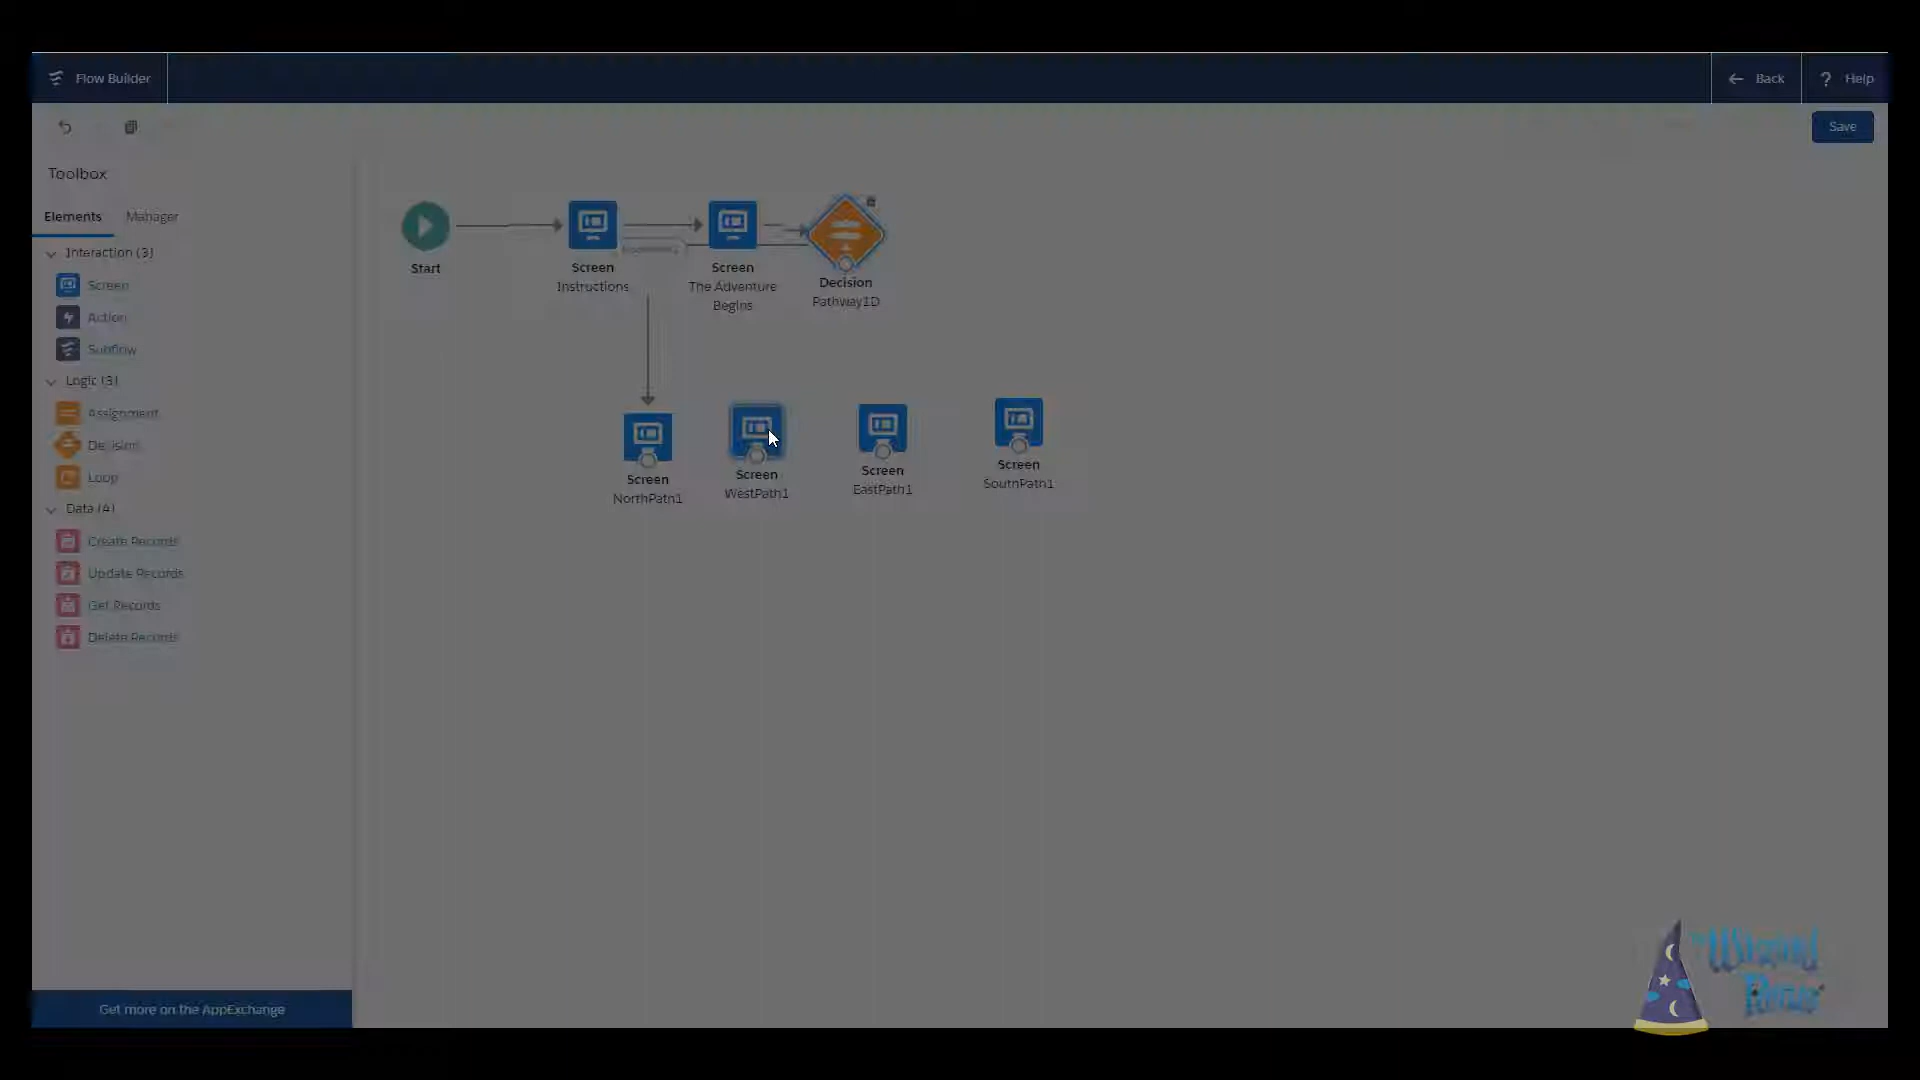 Flow Builder
Back
Help
Save
Toolbox
Elements
Manager
Interaction (3)
Screen
Action
Subflow
Logic (3)
Assignment
Decision
Loop
Data (4)
Create Records
Update Records
Get Records
Delete Records
Get more on the AppExchange
Start
Screen
Instructions
Screen
The Adventure
Begins
Decision
Pathway1D
Screen
NorthPath1
Screen
WestPath1
Screen
EastPath1
Screen
SouthPath1
Wizard